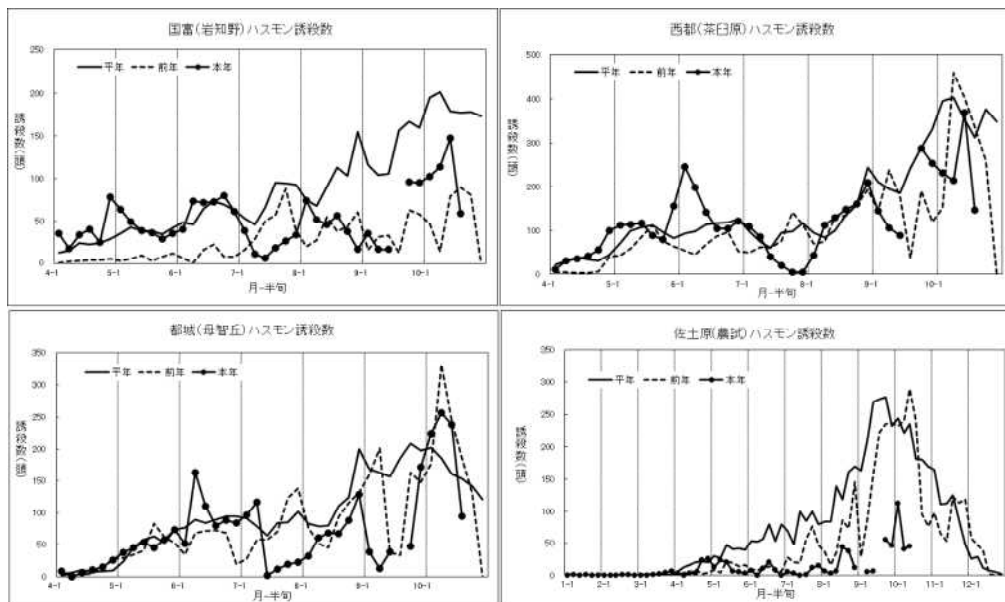 国富(岩知野)ハスモン誘殺数
平年 前年 本年
誘殺数(頭)
250
200
150
100
50
0
4-1 5-1 6-1 7-1 8-1 9-1 10-1
月-半旬
西都(茶臼原)ハスモン誘殺数
平年 前年 本年
誘殺数(頭)
500
400
300
200
100
0
4-1 5-1 6-1 7-1 8-1 9-1 10-1
月-半旬
都城(母智丘)ハスモン誘殺数
平年 前年 本年
誘殺数(頭)
350
300
250
200
150
100
50
0
4-1 5-1 6-1 7-1 8-1 9-1 10-1
月-半旬
佐土原(農試)ハスモン誘殺数
平年 前年 本年
誘殺数(頭)
350
300
250
200
150
100
50
0
1-1 2-1 3-1 4-1 5-1 6-1 7-1 8-1 9-1 10-1 11-1 12-1
月-半旬